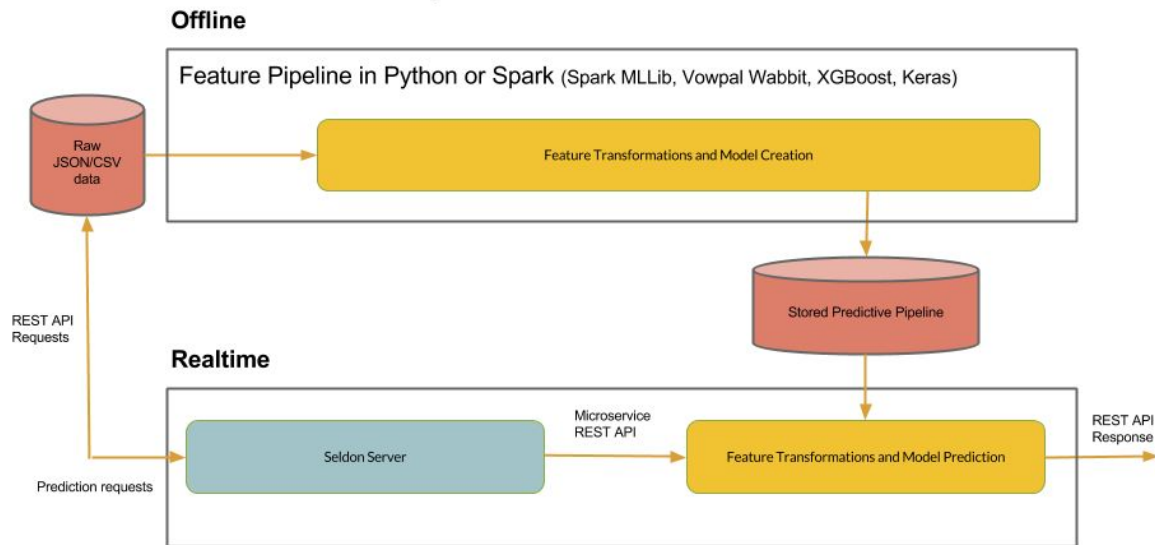 Offline
Feature Pipeline in Python or Spark (Spark MLLib, Vowpal Wabbit, XGBoost, Keras)
Raw
JSON/CSV
data
Feature Transformations and Model Creation
Stored Predictive Pipeline
REST API
Requests
Realtime
Microservice
REST API
Seldon Server
Feature Transformations and Model Prediction
REST API
Response
Prediction requests